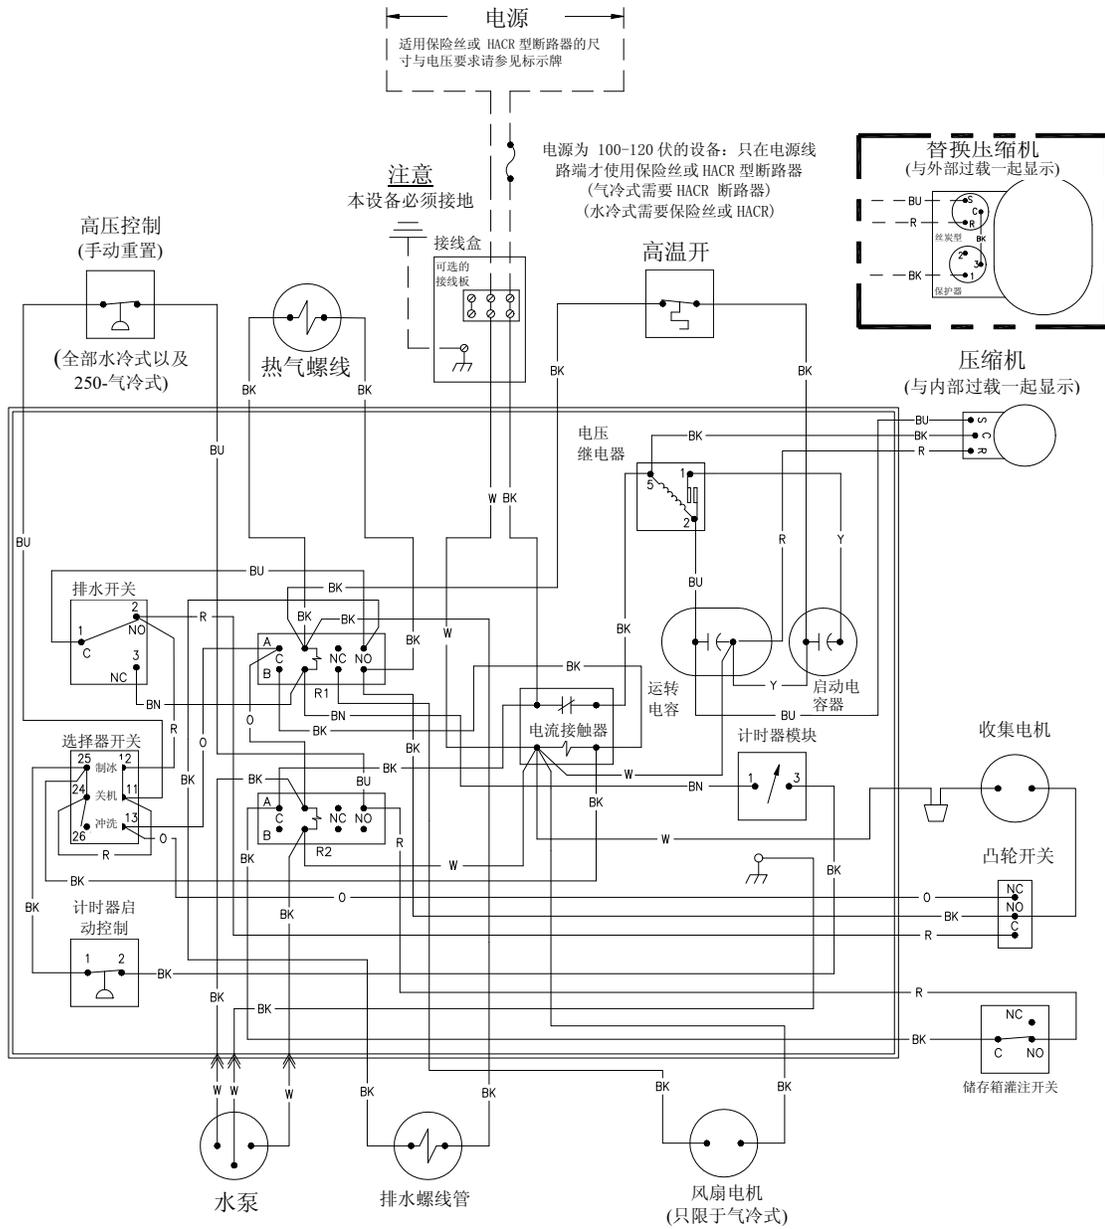 电源
适用保险丝或 HACR 型断路器的尺
寸与电压要求请参见标示牌
电源为 100-120 伏的设备：只在电源线
路端才使用保险丝或 HACR 型断路器
(气冷式需要 HACR 断路器)
(水冷式需要保险丝或 HACR)
替换压缩机
(与外部过载一起显示)
BU
S
C
R
R
丝炭型
BK
2
3
BK
1
保护器
注意
本设备必须接地
高压控制
(手动重置)
接线盒
可选的
接线板
高温开
(全部水冷式以及
250-气冷式)
热气螺线
压缩机
(与内部过载一起显示)
BK
BK
BK
BK
BU
电压
继电器
BK
BU
BK
R
S
C
R
5
1
2
W
BK
BU
R
Y
BU
BU
BK
排水开关
1
C
2
NO
3
NC
R
BK
BK
BK
W
BK
A
C
B
NC
NO
R1
BK
BN
BN
R
O
O
BK
BK
Y
运转
电容
启动电
容器
BU
电流接触器
计时器模块
收集电机
选择器开关
25
制冰
12
24
关机
11
26
冲洗
13
BK
BK
BK
BK
BU
W
BN
1
3
BK
A
C
B
NC
NO
R2
R
O
R
BK
W
W
凸轮开关
BK
BK
BK
O
O
BK
NC
NO
C
R
BK
计时器启
动控制
1
2
BK
BK
BK
R
BK
NC
C
NO
储存箱灌注开关
W
W
W
BK
BK
BK
BK
水泵
排水螺线管
风扇电机
(只限于气冷式)